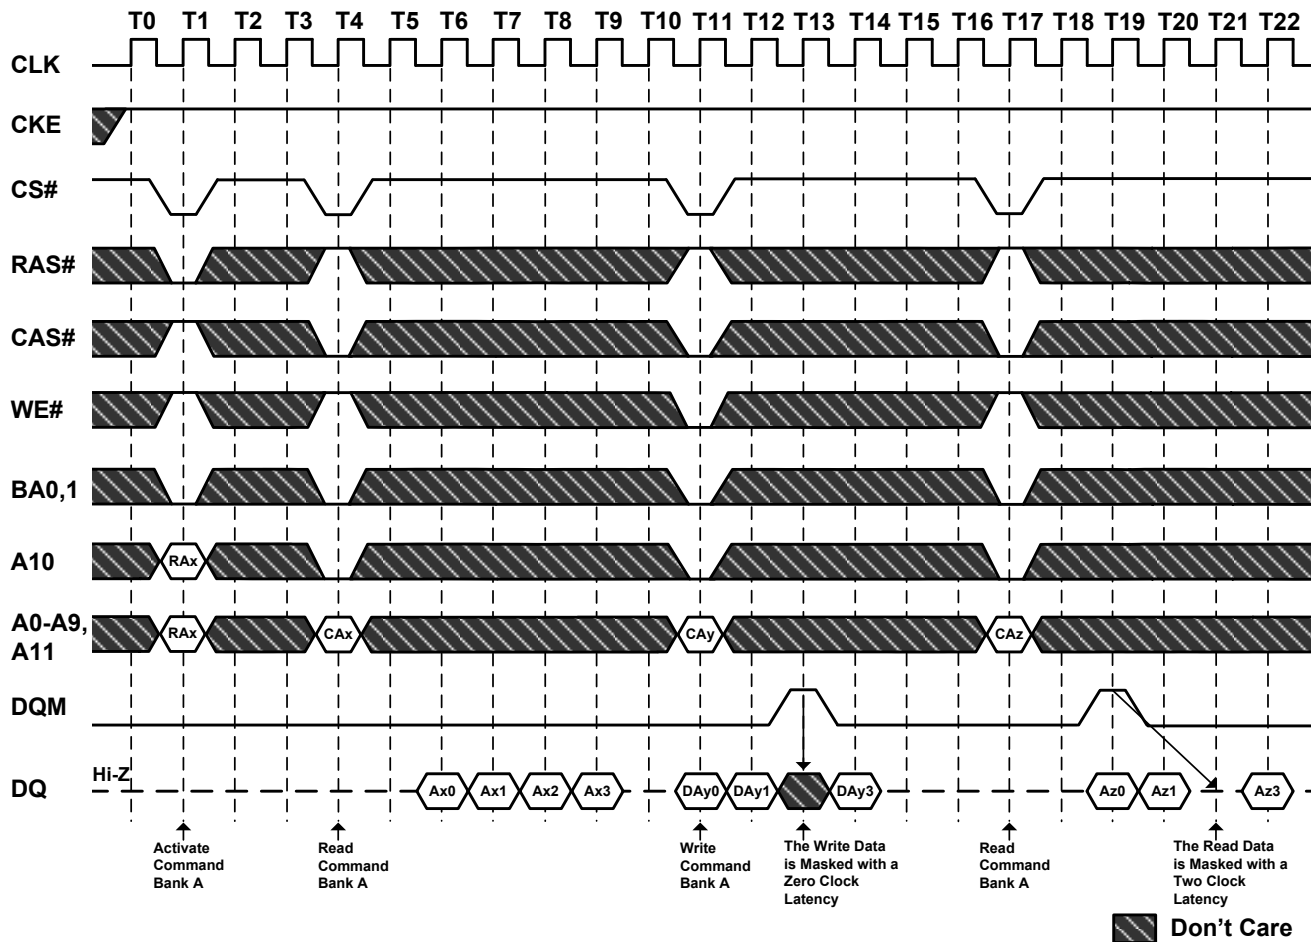 T0 T1 T2 T3 T4 T5 T6 T7 T8 T9 T10 T11 T12 T13 T14 T15 T16 T17 T18 T19 T20 T21 T22
CLK
CKE
CS#
RAS#
CAS#
WE#
BA0,1
A10
RAx
A0-A9,
A11
RAx CAx CAy CAz
DQM
Hi-Z
DQ
Ax0 Ax1 Ax2 Ax3 DAy0 DAy1 DAy3 Az0 Az1 Az3
Activate
Command
Bank A
Read
Command
Bank A
Write
Command
Bank A
The Write Data
is Masked with a
Zero Clock
Latency
Read
Command
Bank A
The Read Data
is Masked with a
Two Clock
Latency
Don't Care